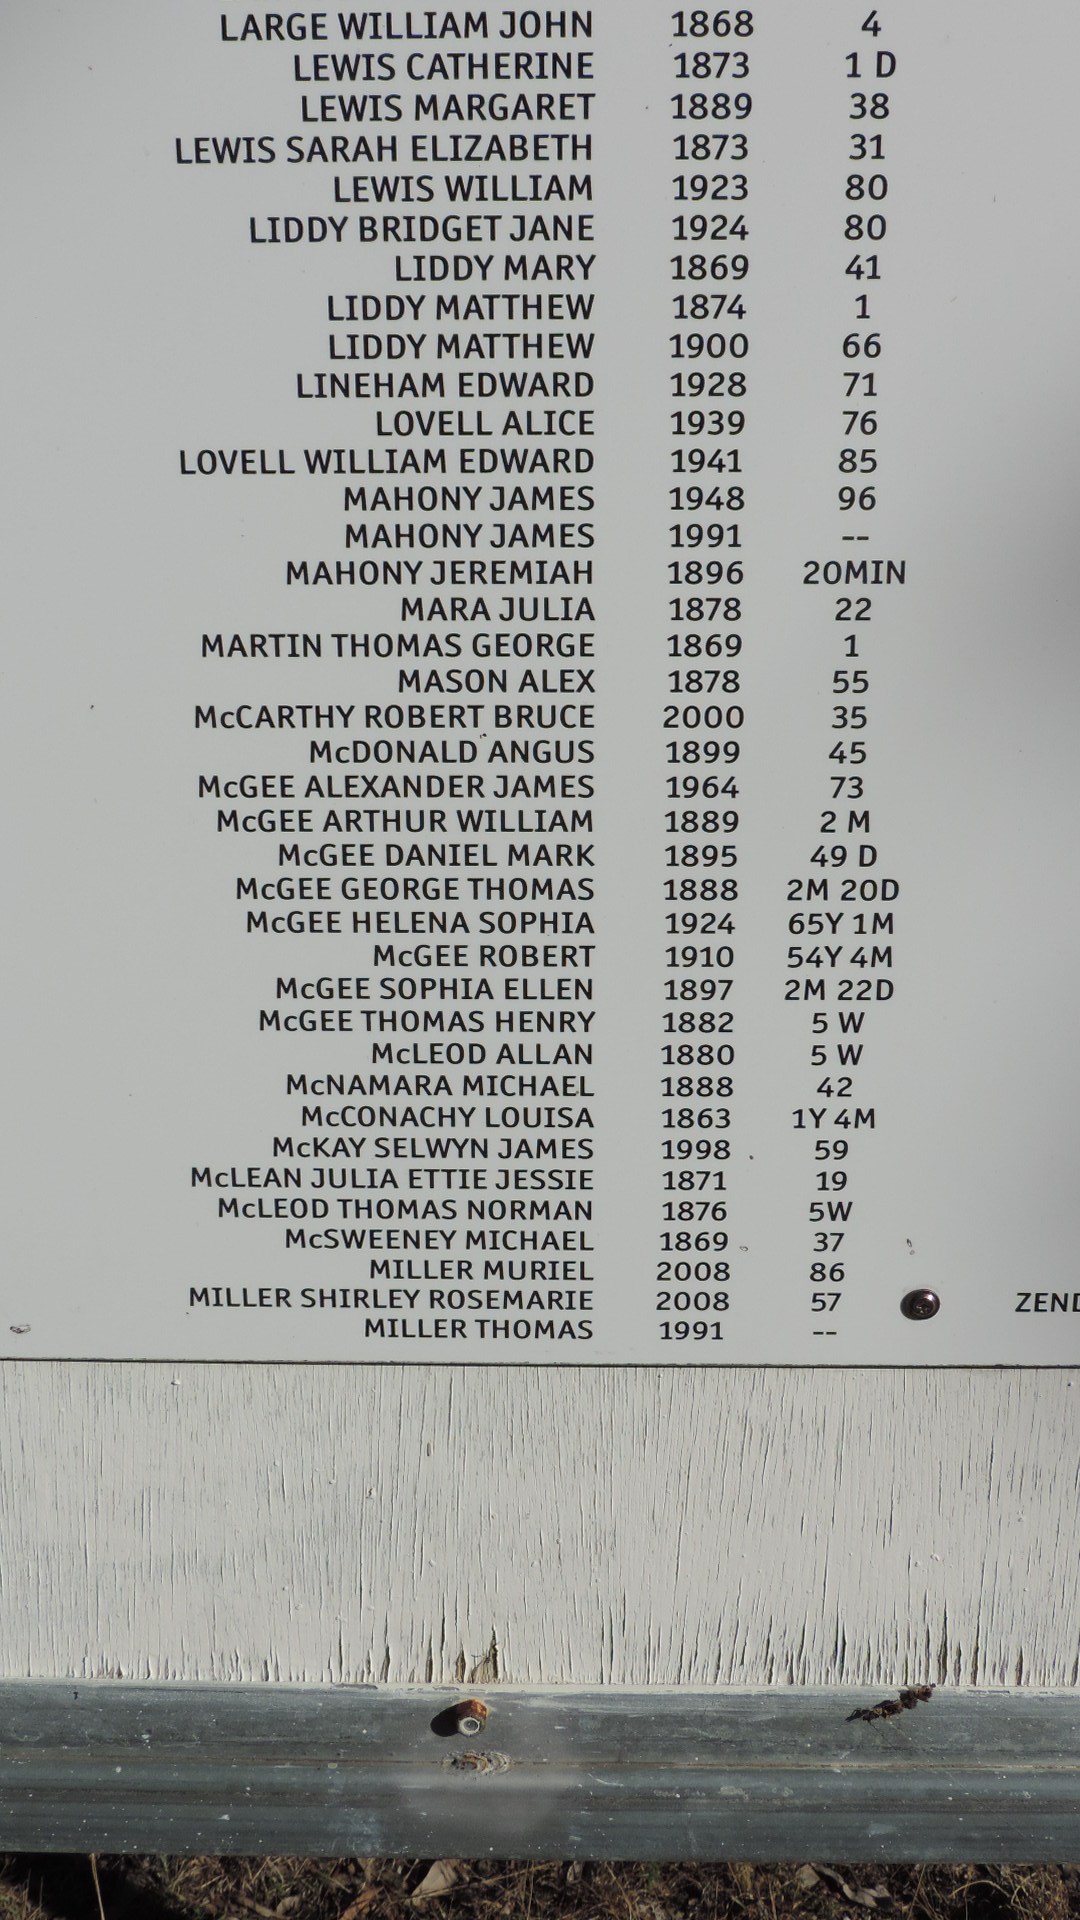 LARGE WILLIAM JOHN 1868 4
LEWIS CATHERINE 1873 1 D
LEWIS MARGARET 1889 38
LEWIS SARAH ELIZABETH 1873 31
LEWIS WILLIAM 1923 80
LIDDY BRIDGET JANE 1924 80
LIDDY MARY 1869 41
LIDDY MATTHEW 1874 1
LIDDY MATTHEW 1900 66
LINEHAM EDWARD 1928 71
LOVELL ALICE 1939 76
LOVELL WILLIAM EDWARD 1941 85
MAHONY JAMES 1948 96
MAHONY JAMES 1991 --
MAHONY JEREMIAH 1896 20MIN
MARA JULIA 1878 22
MARTIN THOMAS GEORGE 1869 1
MASON ALEX 1878 55
McCARTHY ROBERT BRUCE 2000 35
McDONALD ANGUS 1899 45
McGEE ALEXANDER JAMES 1964 73
McGEE ARTHUR WILLIAM 1889 2 M
McGEE DANIEL MARK 1895 49 D
McGEE GEORGE THOMAS 1888 2M 20D
McGEE HELENA SOPHIA 1924 65Y 1M
McGEE ROBERT 1910 54Y 4M
McGEE SOPHIA ELLEN 1897 2M 22D
McGEE THOMAS HENRY 1882 5 W
McLEOD ALLAN 1880 5 W
McNAMARA MICHAEL 1888 42
McCONACHY LOUISA 1863 1Y 4M
McKAY SELWYN JAMES 1998 59
McLEAN JULIA ETTIE JESSIE 1871 19
McLEOD THOMAS NORMAN 1876 5W
McSWEENEY MICHAEL 1869 37
MILLER MURIEL 2008 86
MILLER SHIRLEY ROSEMARIE 2008 57
MILLER THOMAS 1991 --